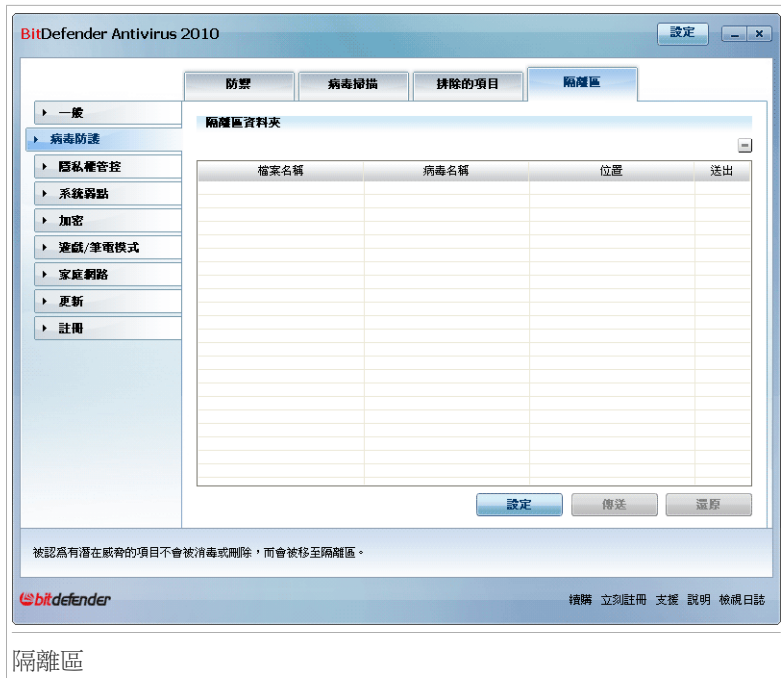 BitDefender Antivirus 2010
設定
防禦
病毒掃描
排除的項目
隔離區
一般
病毒防護
隱私權管控
系統弱點
加密
遊戲/筆電模式
家庭網路
更新
註冊
隔離區資料夾
檔案名稱
病毒名稱
位置
送出
設定
傳送
還原
被認為有潛在威脅的項目不會被消毒或刪除，而會被移至隔離區。
bitdefender
續購 立刻註冊 支援 說明 檢視日誌
隔離區